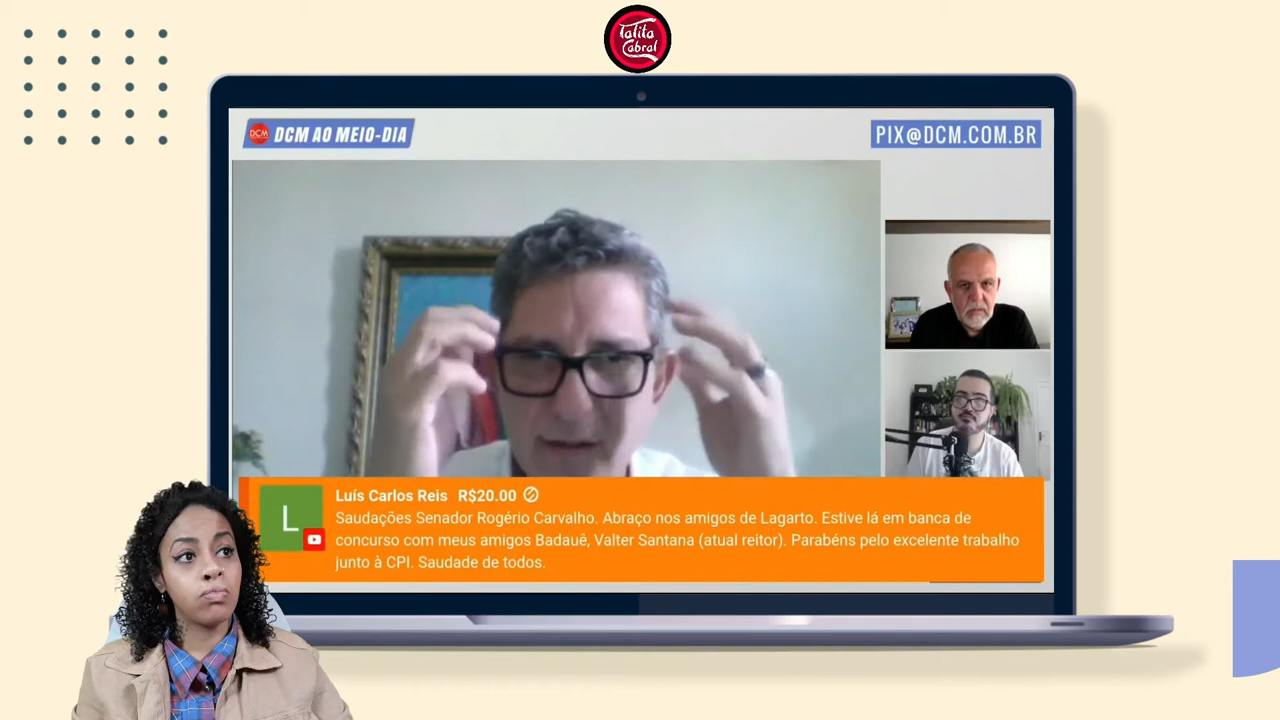 Talita
Cabral
DCM DCM AO MEIO-DIA
PIX@DCM.COM.BR
L
Luís Carlos Reis R$20.00
Saudações Senador Rogério Carvalho. Abraço nos amigos de Lagarto. Estive lá em banca de
concurso com meus amigos Badauê, Valter Santana (atual reitor). Parabéns pelo excelente trabalho
junto à CPI. Saudade de todos.